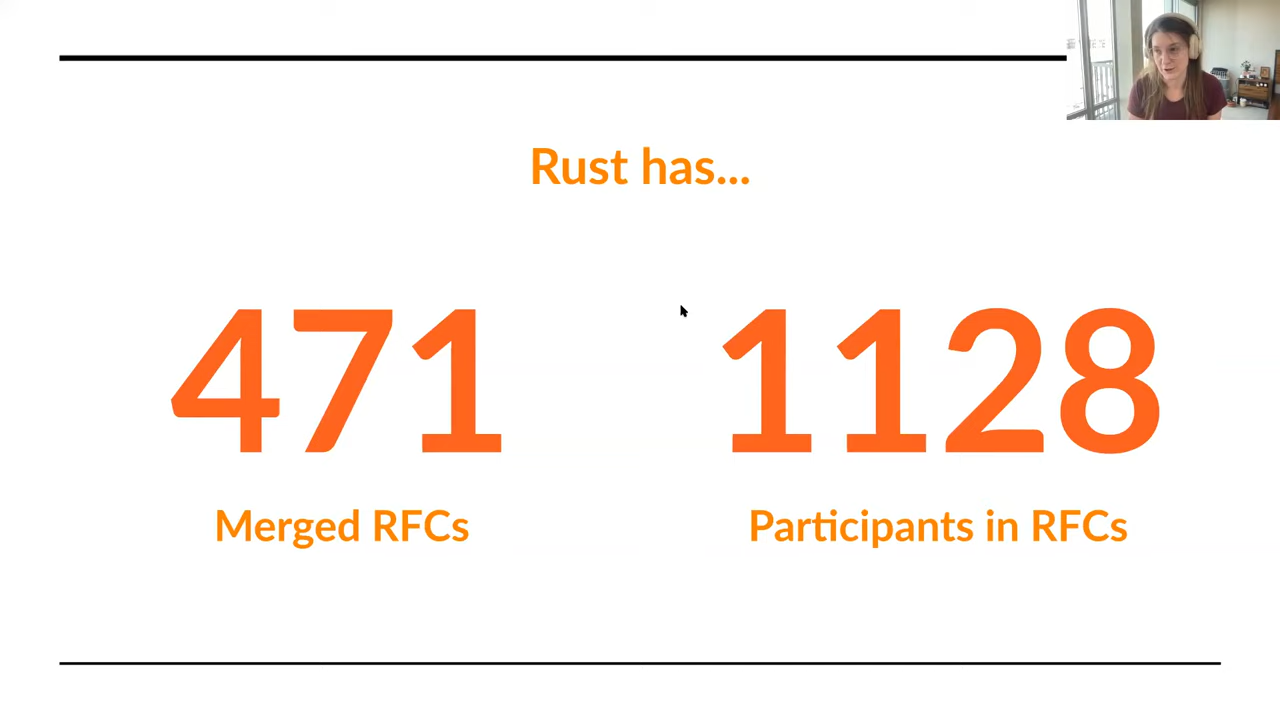 Rust has...
471
1128
Merged RFCs
Participants in RFCs